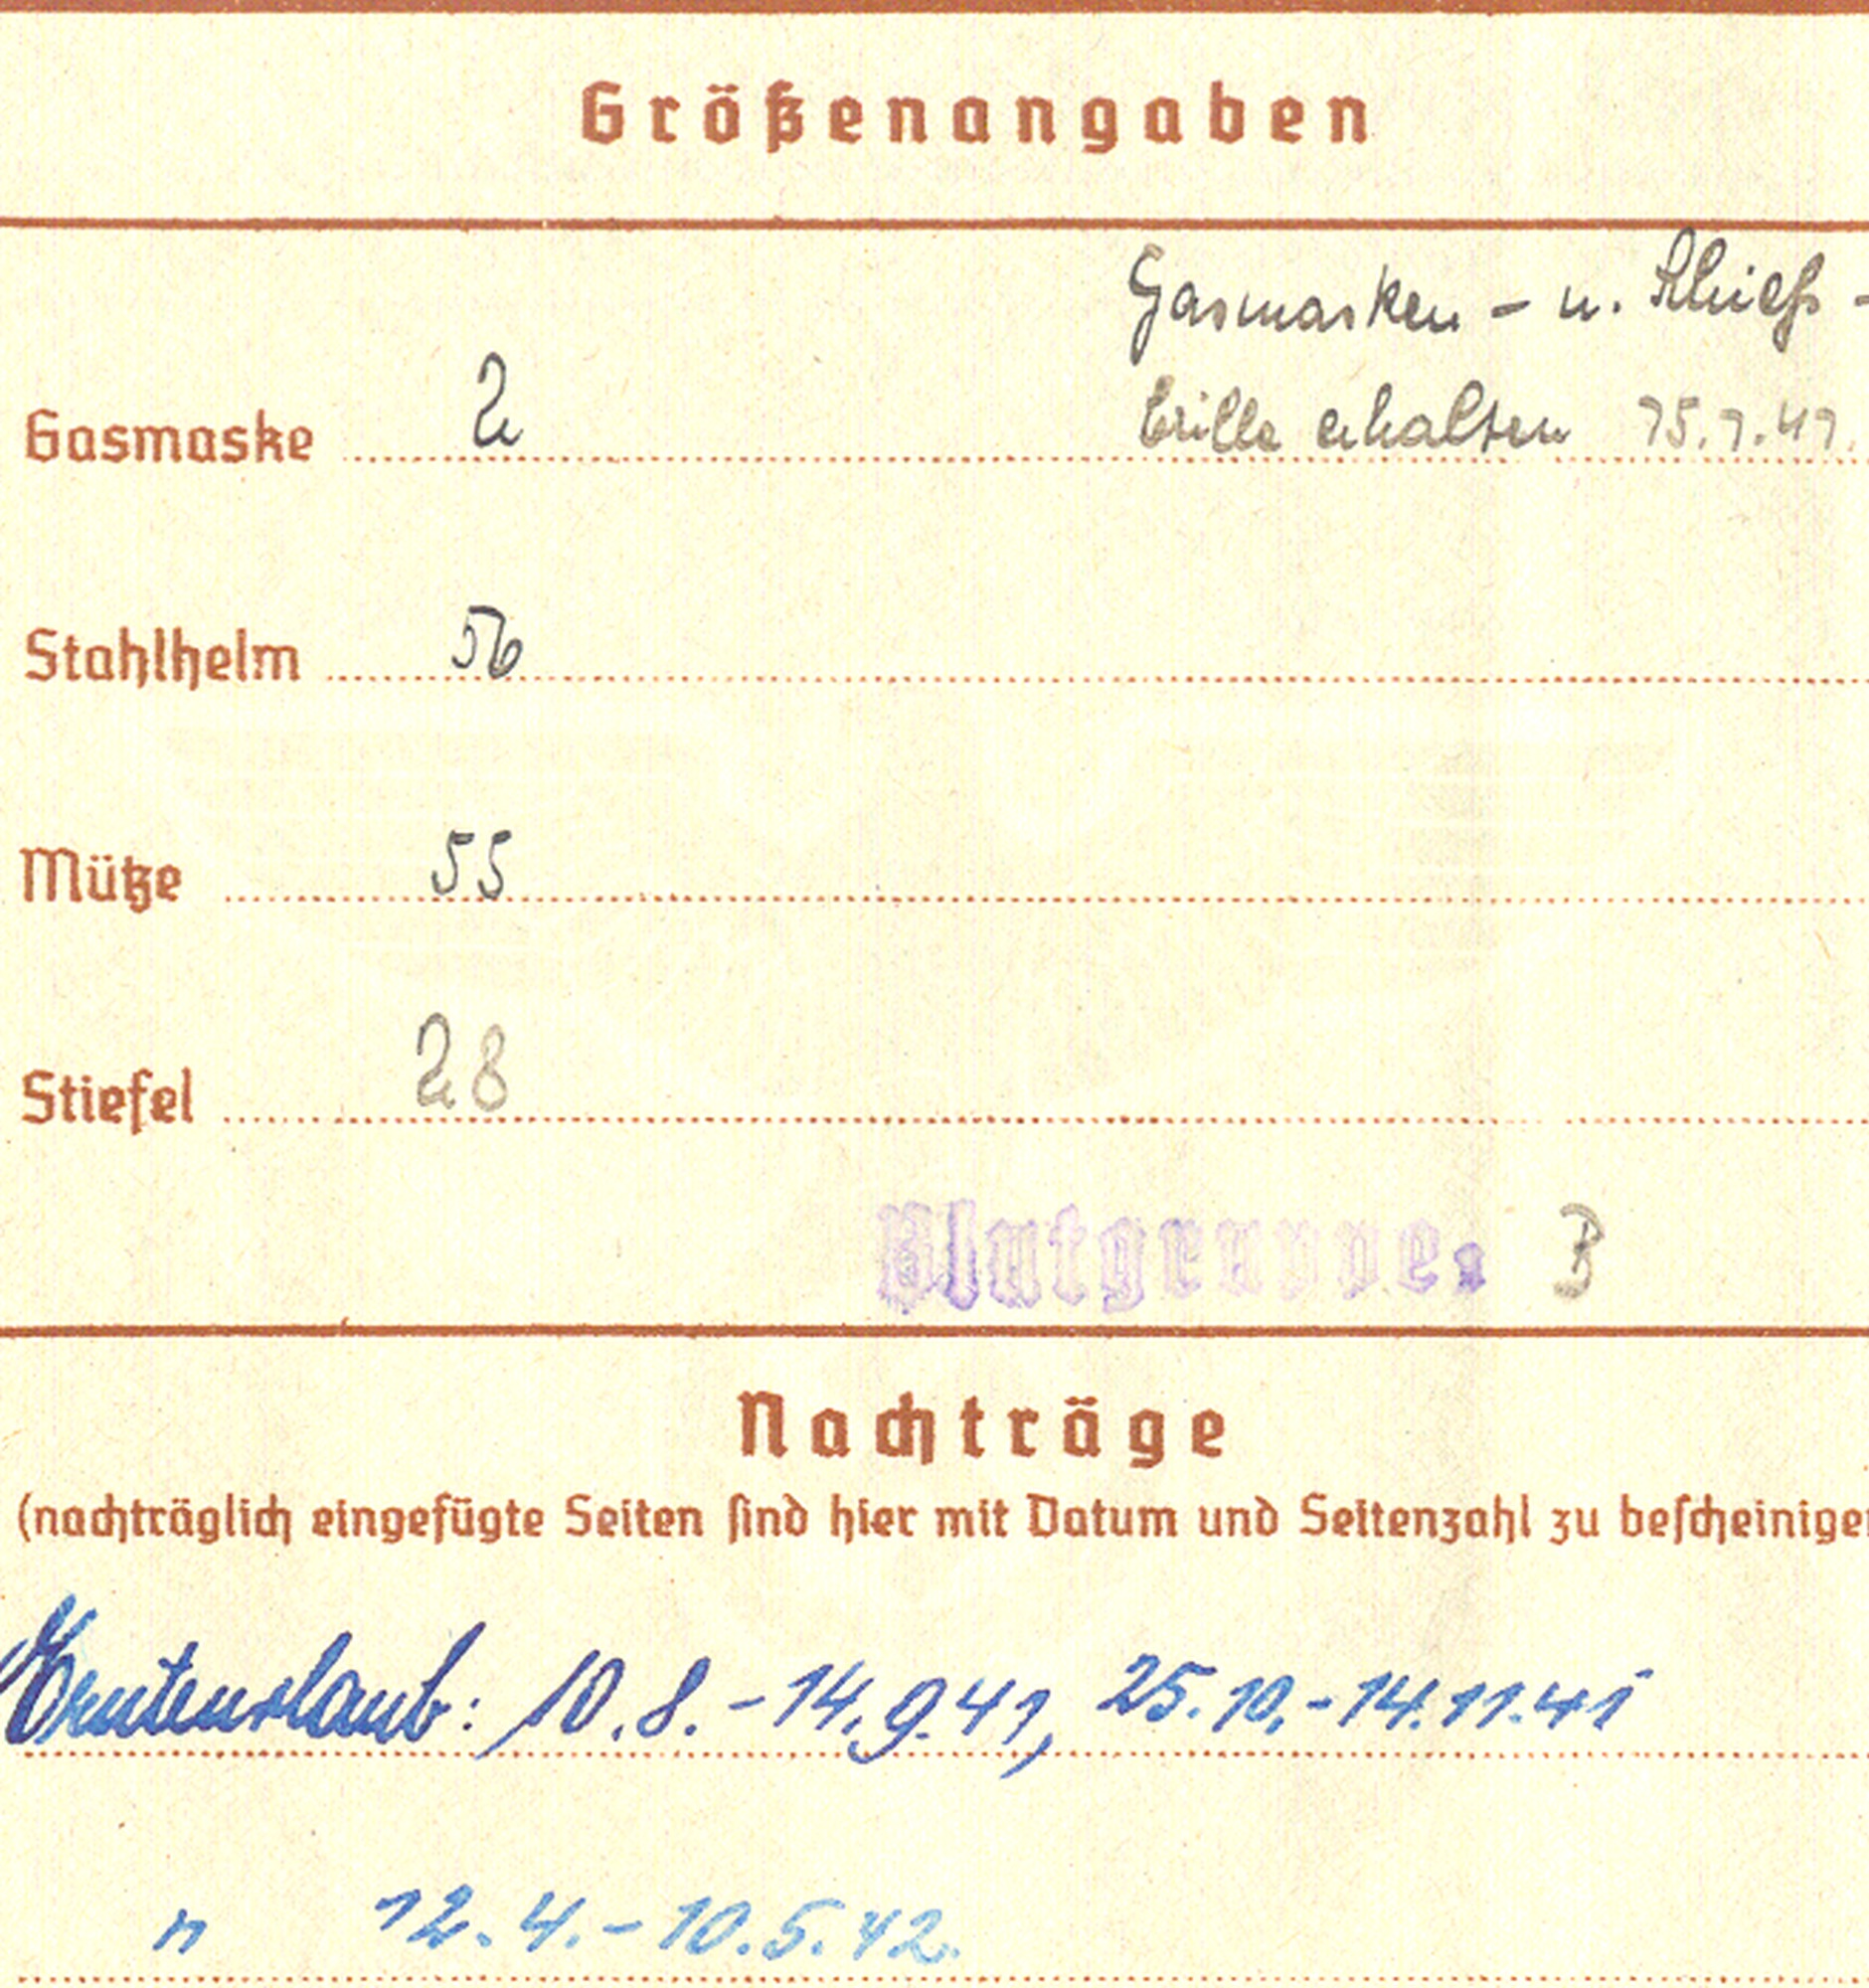 Größenangaben
Gasmasken - u. Schieß -
Gasmaske 2 brille erhalten 15.1.41.
Stahlhelm 56
Mütze 55
Stiefel 28
Blutgruppe: B
Nachträge
(nachträglich eingefügte Seiten sind hier mit Datum und Seitenzahl zu bescheinigen
Ernteurlaub: 10.8.-14.9.41, 25.10.-14.11.41
" 12.4.-10.5.42.